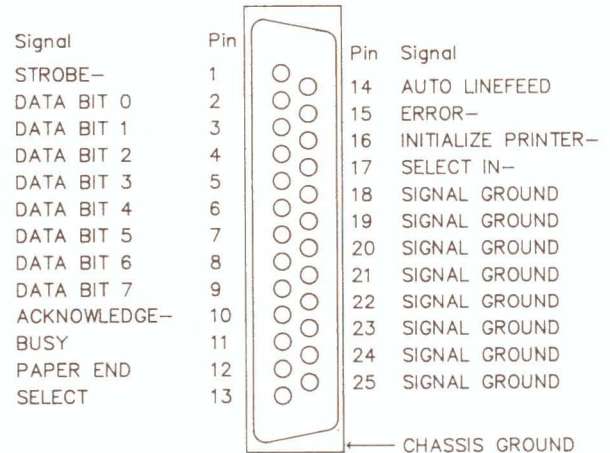 Signal Pin
STROBE– 1
DATA BIT 0 2
DATA BIT 1 3
DATA BIT 2 4
DATA BIT 3 5
DATA BIT 4 6
DATA BIT 5 7
DATA BIT 6 8
DATA BIT 7 9
ACKNOWLEDGE– 10
BUSY 11
PAPER END 12
SELECT 13
Pin Signal
14 AUTO LINEFEED
15 ERROR–
16 INITIALIZE PRINTER–
17 SELECT IN–
18 SIGNAL GROUND
19 SIGNAL GROUND
20 SIGNAL GROUND
21 SIGNAL GROUND
22 SIGNAL GROUND
23 SIGNAL GROUND
24 SIGNAL GROUND
25 SIGNAL GROUND
CHASSIS GROUND